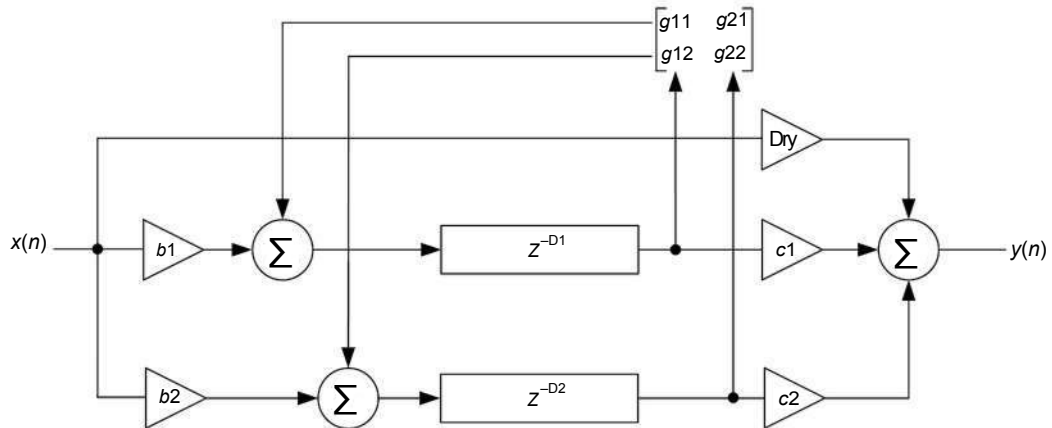 g11 g21
g12 g22
Dry
x(n) b1 Σ z⁻ᴰ¹ c1 Σ y(n)
b2 Σ z⁻ᴰ² c2